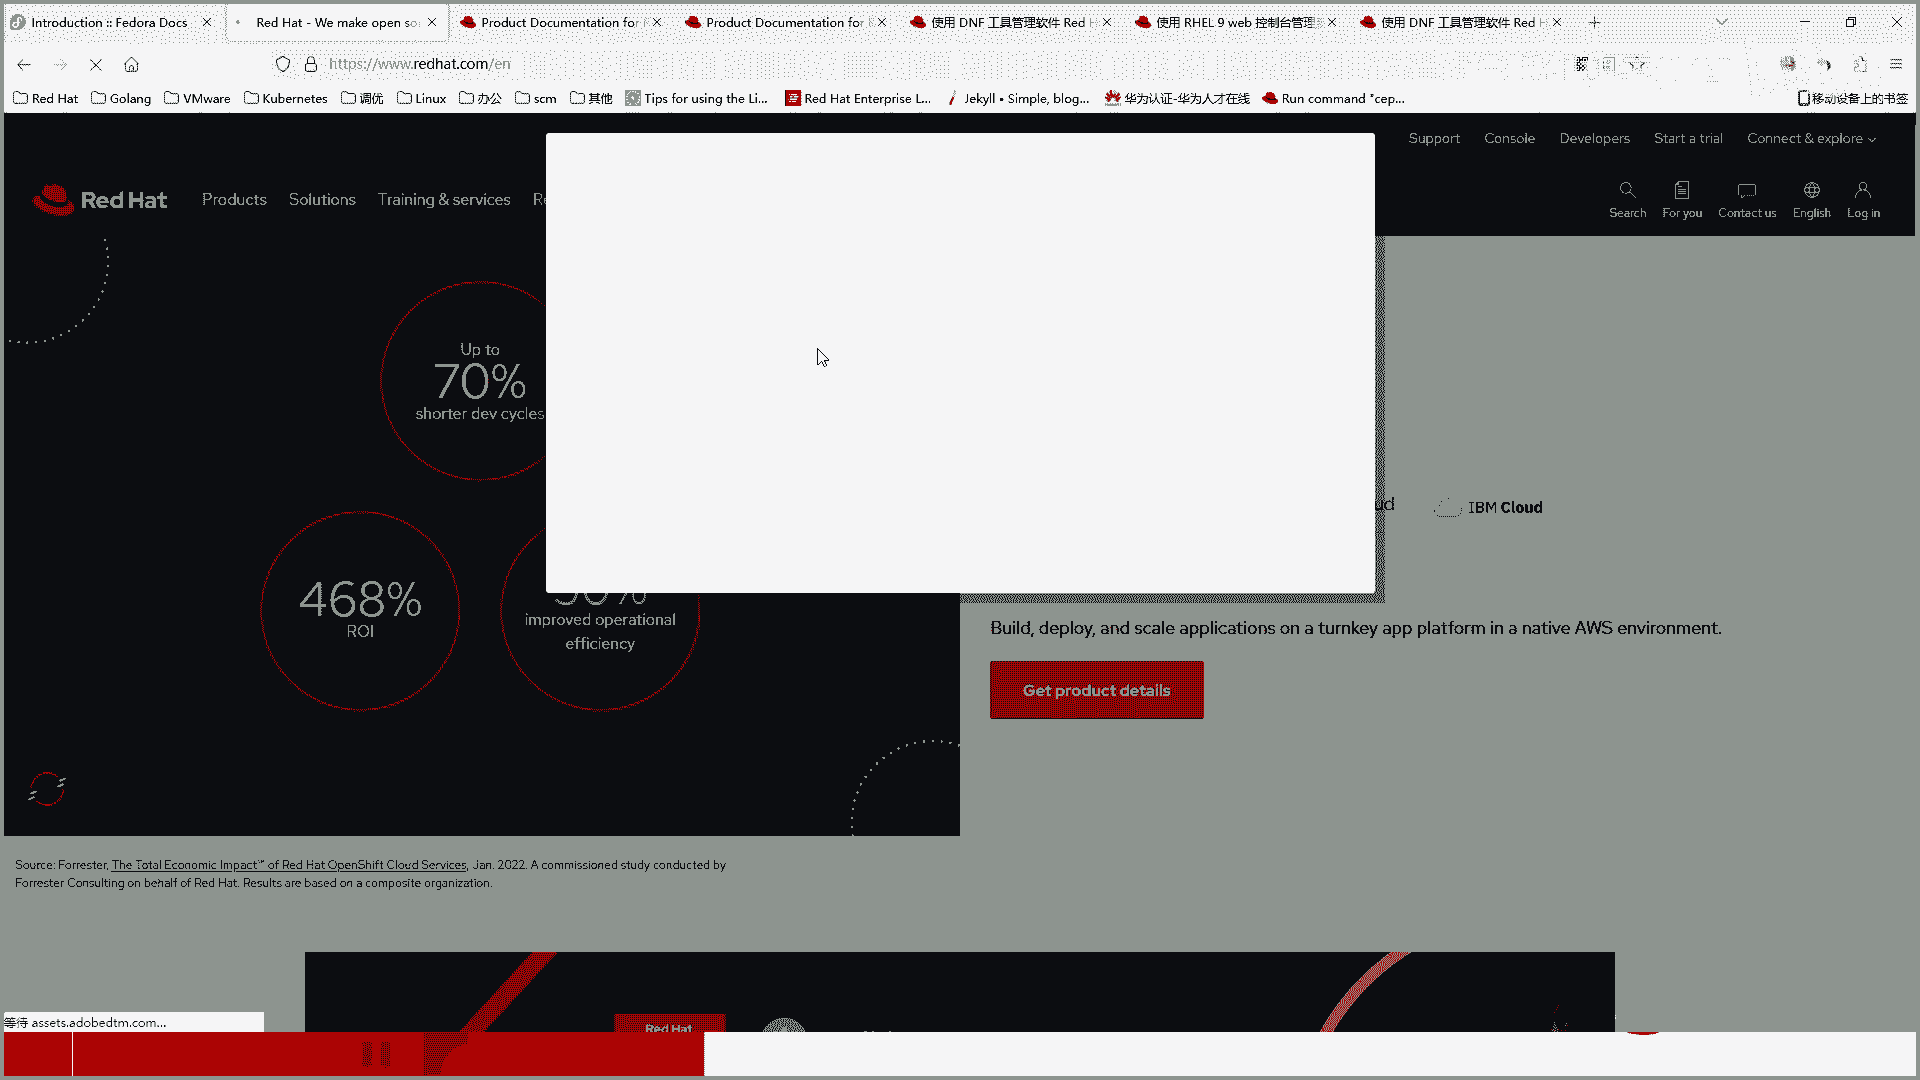 Introduction :: Fedora Docs
Red Hat - We make open so
Product Documentation for
Product Documentation for
使用 DNF 工具管理软件 Red H
使用 RHEL 9 web 控制台管理
使用 DNF 工具管理软件 Red H
https://www.redhat.com/en
Red Hat
Golang
VMware
Kubernetes
调优
Linux
办公
scm
其他
Tips for using the Li...
Red Hat Enterprise L...
Jekyll • Simple, blog...
华为认证-华为人才在线
Run command "cep...
移动设备上的书签
Support
Console
Developers
Start a trial
Connect & explore
Red Hat
Products
Solutions
Training & services
Search
For you
Contact us
English
Log in
Up to
70%
shorter dev cycles
468%
ROI
improved operational
efficiency
ud
IBM Cloud
Build, deploy, and scale applications on a turnkey app platform in a native AWS environment.
Get product details
Source: Forrester, The Total Economic Impact™ of Red Hat OpenShift Cloud Services, Jan. 2022. A commissioned study conducted by
Forrester Consulting on behalf of Red Hat. Results are based on a composite organization.
等待 assets.adobedtm.com...
Red Hat